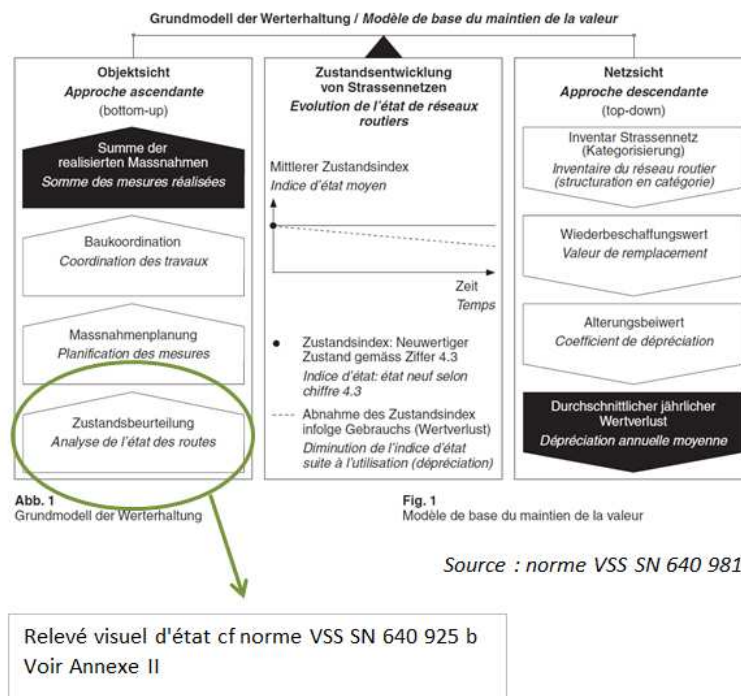 Grundmodell der Werterhaltung / Modèle de base du maintien de la valeur
Objektsicht
Approche ascendante
(bottom-up)
Summe der
realisierten Massnahmen
Somme des mesures réalisées
Baukoordination
Coordination des travaux
Massnahmenplanung
Planification des mesures
Zustandsbeurteilung
Analyse de l'état des routes
Zustandsentwicklung
von Strassennetzen
Evolution de l'état de réseaux
routiers
Mittlerer Zustandsindex
Indice d'état moyen
Zeit
Temps
Zustandsindex: Neuwertiger
Zustand gemäss Ziffer 4.3
Indice d'état: état neuf selon
chiffre 4.3
Abnahme des Zustandsindex
infolge Gebrauchs (Wertverlust)
Diminution de l'indice d'état
suite à l'utilisation (dépréciation)
Netzsicht
Approche descendante
(top-down)
Inventar Strassennetz
(Kategorisierung)
Inventaire du réseau routier
(structuration en catégorie)
Wiederbeschaffungswert
Valeur de remplacement
Alterungsbeiwert
Coefficient de dépréciation
Durchschnittlicher jährlicher
Wertverlust
Dépréciation annuelle moyenne
Abb. 1
Grundmodell der Werterhaltung
Fig. 1
Modèle de base du maintien de la valeur
Source : norme VSS SN 640 981
Relevé visuel d'état cf norme VSS SN 640 925 b
Voir Annexe II